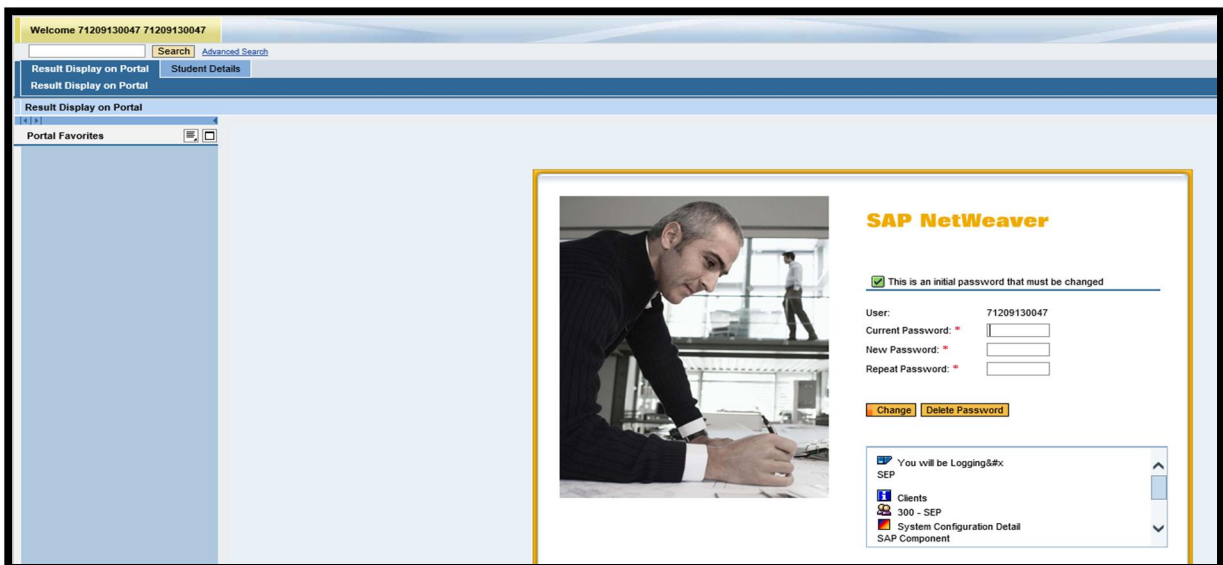 Welcome 71209130047 71209130047
Search Advanced Search
Result Display on Portal Student Details
Result Display on Portal
Result Display on Portal
Portal Favorites
SAP NetWeaver
This is an initial password that must be changed
User: 71209130047
Current Password: *
New Password: *
Repeat Password: *
Change Delete Password
You will be Logging&#x
SEP
Clients
300 - SEP
System Configuration Detail
SAP Component